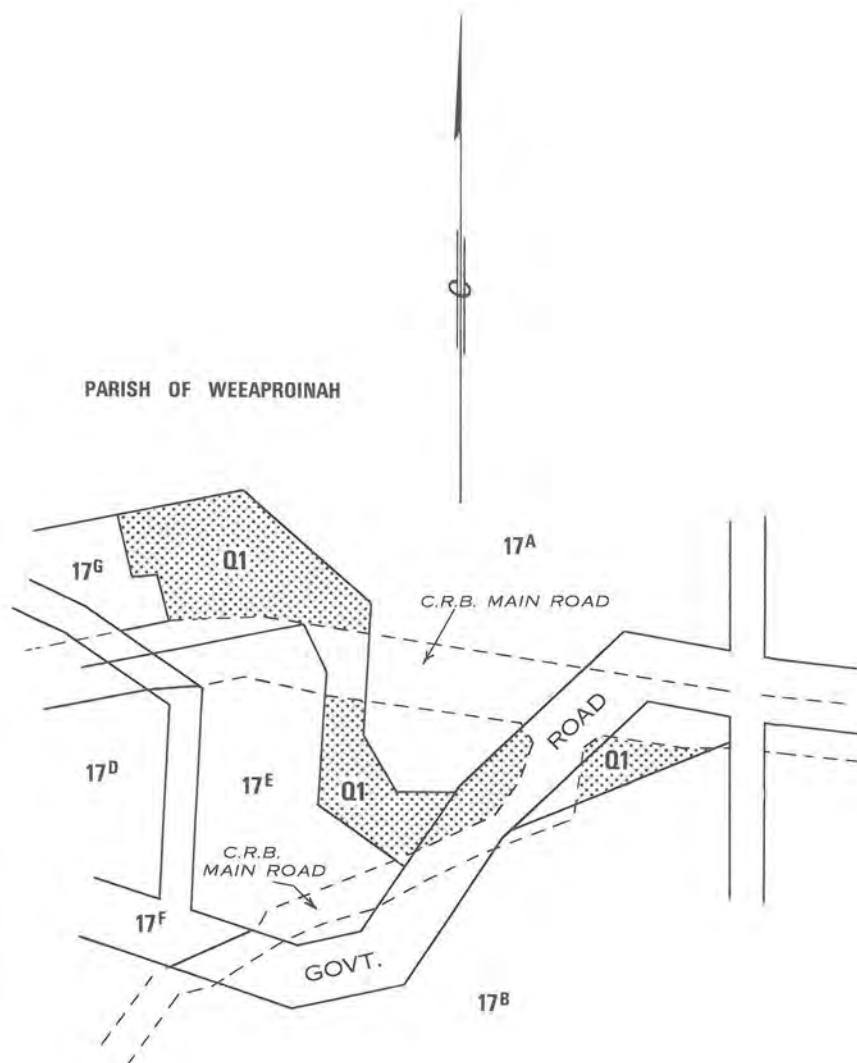 PARISH OF WEEAPROINAH
17A
Q1
17G
C.R.B. MAIN ROAD
ROAD
17D
17E
Q1
Q1
C.R.B.
MAIN ROAD
17F
GOVT.
17B